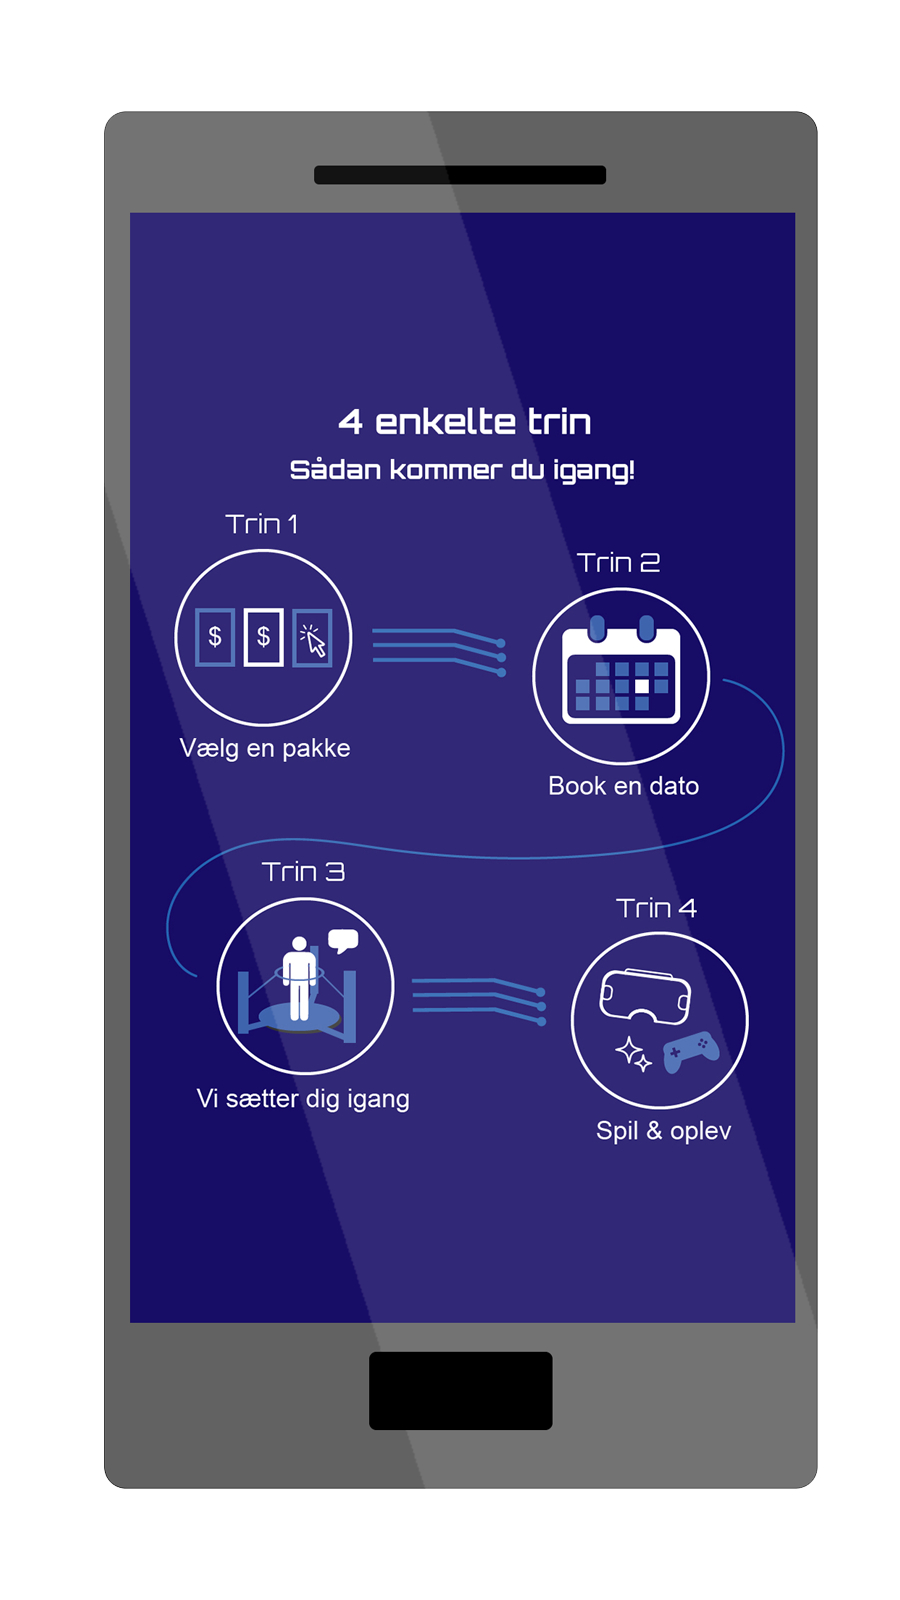 4 enkelte trin
Sådan kommer du igang!
Trin 1
$ $
Vælg en pakke
Trin 2
Book en dato
Trin 3
Vi sætter dig igang
Trin 4
Spil & oplev